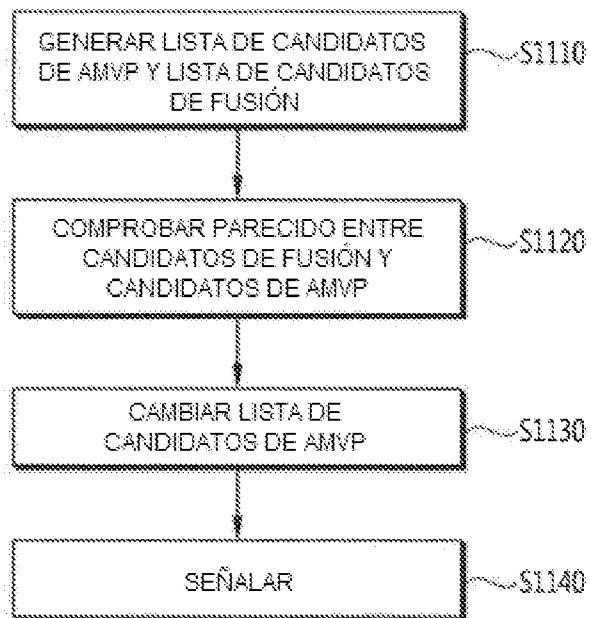 GENERAR LISTA DE CANDIDATOS
DE AMVP Y LISTA DE CANDIDATOS
DE FUSIÓN
S1110
COMPROBAR PARECIDO ENTRE
CANDIDATOS DE FUSIÓN Y
CANDIDATOS DE AMVP
S1120
CAMBIAR LISTA DE
CANDIDATOS DE AMVP
S1130
SEÑALAR
S1140